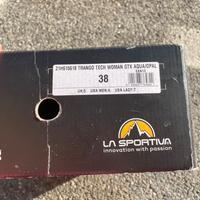 21H615618 TRANGO TECH WOMAN GTX AQUA/OPAL
38
UK:5 USA MEN:6 USA LADY:7
LA SPORTIVA
innovation with passion